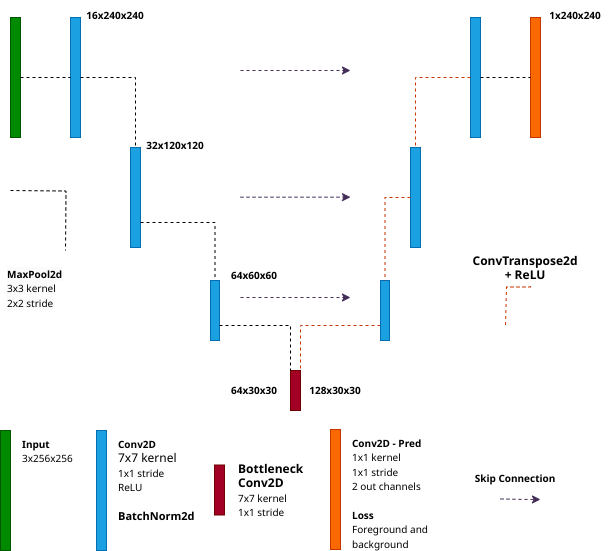 16x240x240
1x240x240
32x120x120
MaxPool2d
3x3 kernel
2x2 stride
64x60x60
ConvTranspose2d
+ ReLU
64x30x30
128x30x30
Input
3x256x256
Conv2D
7x7 kernel
1x1 stride
ReLU
BatchNorm2d
Bottleneck
Conv2D
7x7 kernel
1x1 stride
Conv2D - Pred
1x1 kernel
1x1 stride
2 out channels
Loss
Foreground and
background
Skip Connection